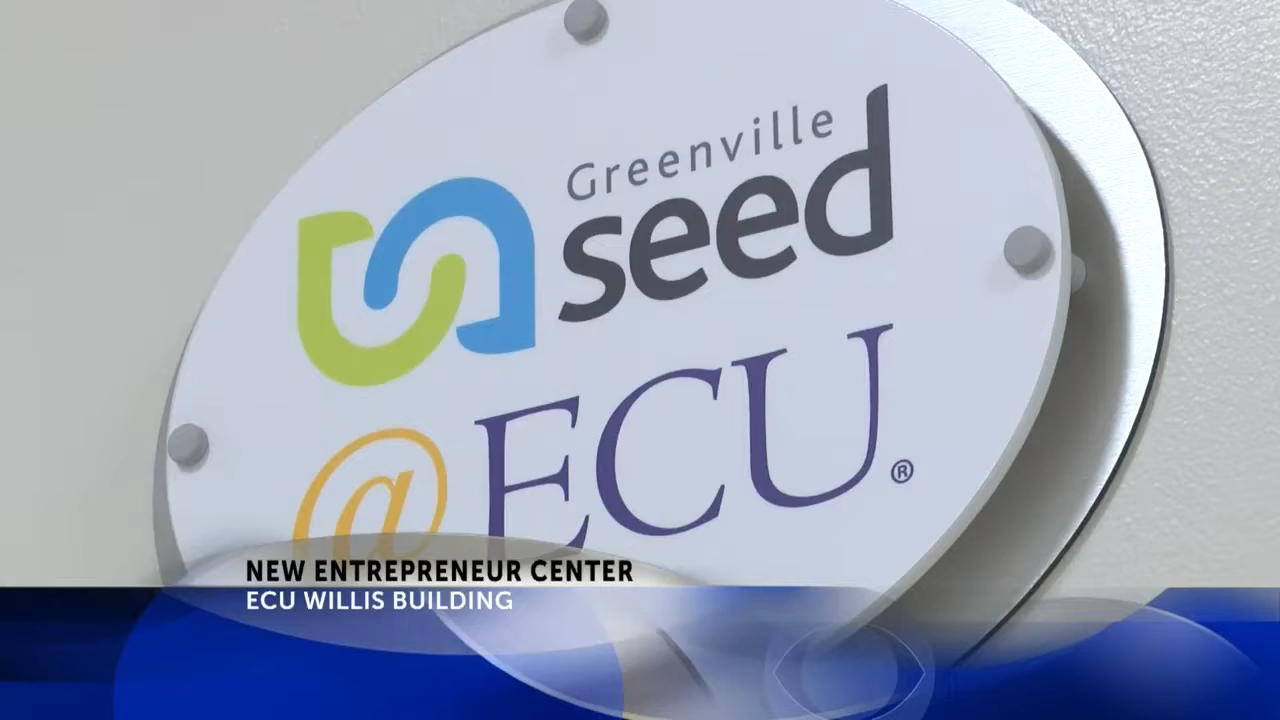 Greenville
seed
@ECU®
NEW ENTREPRENEUR CENTER
ECU WILLIS BUILDING